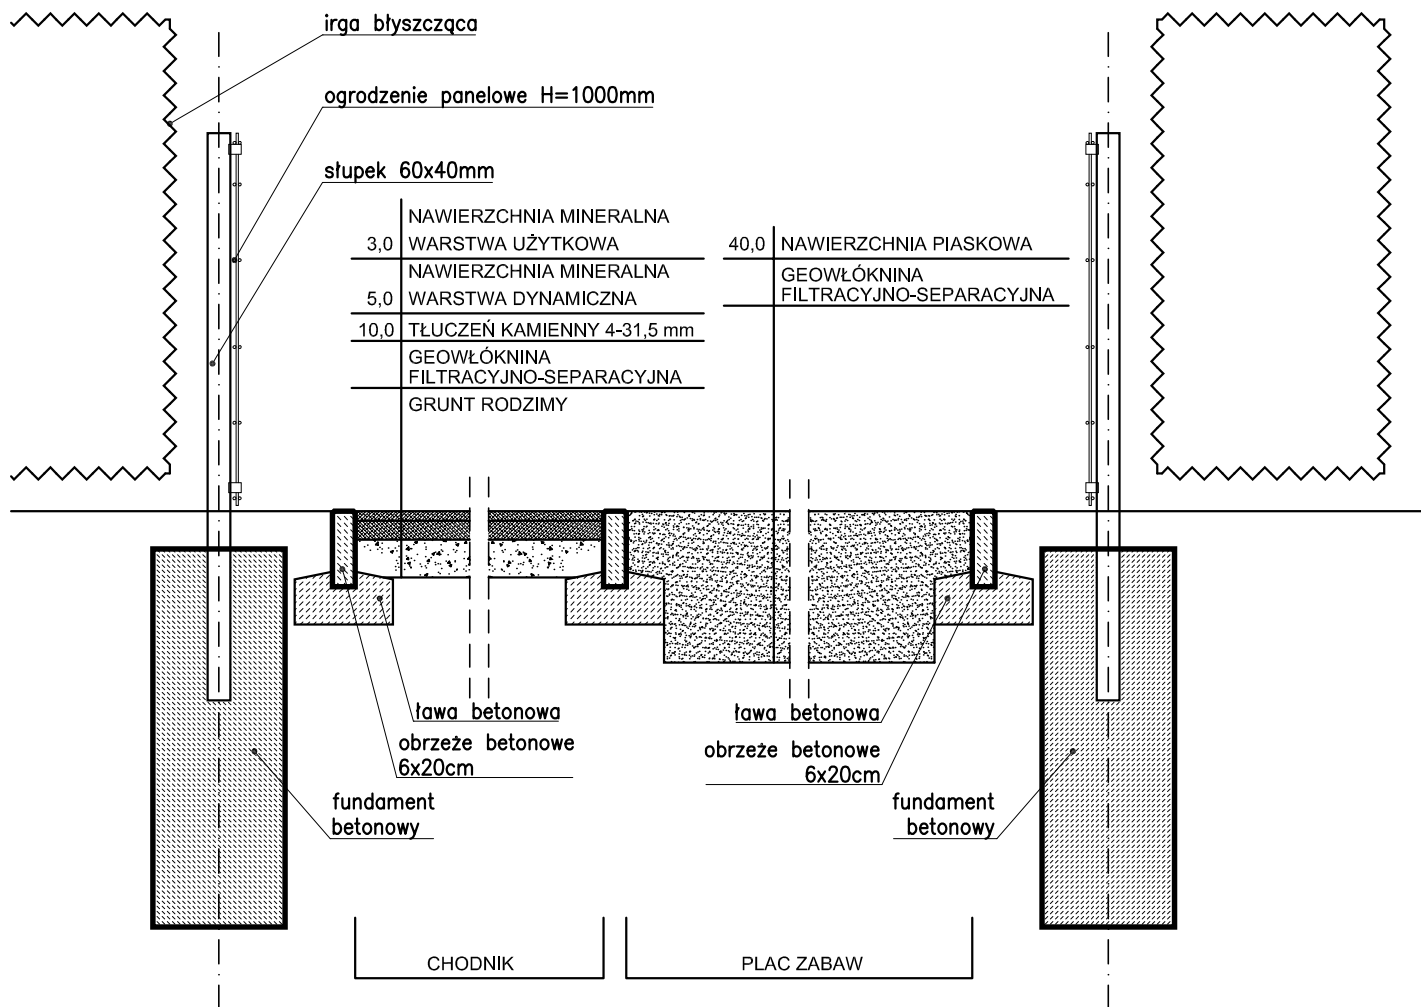 irga błyszcząca
ogrodzenie panelowe H=1000mm
słupek 60x40mm
NAWIERZCHNIA MINERALNA
3,0 WARSTWA UŻYTKOWA
NAWIERZCHNIA MINERALNA
5,0 WARSTWA DYNAMICZNA
10,0 TŁUCZEŃ KAMIENNY 4-31,5 mm
GEOWŁÓKNINA
FILTRACYJNO-SEPARACYJNA
GRUNT RODZIMY
40,0 NAWIERZCHNIA PIASKOWA
GEOWŁÓKNINA
FILTRACYJNO-SEPARACYJNA
ława betonowa
obrzeże betonowe
6x20cm
fundament
betonowy
ława betonowa
obrzeże betonowe
6x20cm
fundament
betonowy
CHODNIK
PLAC ZABAW